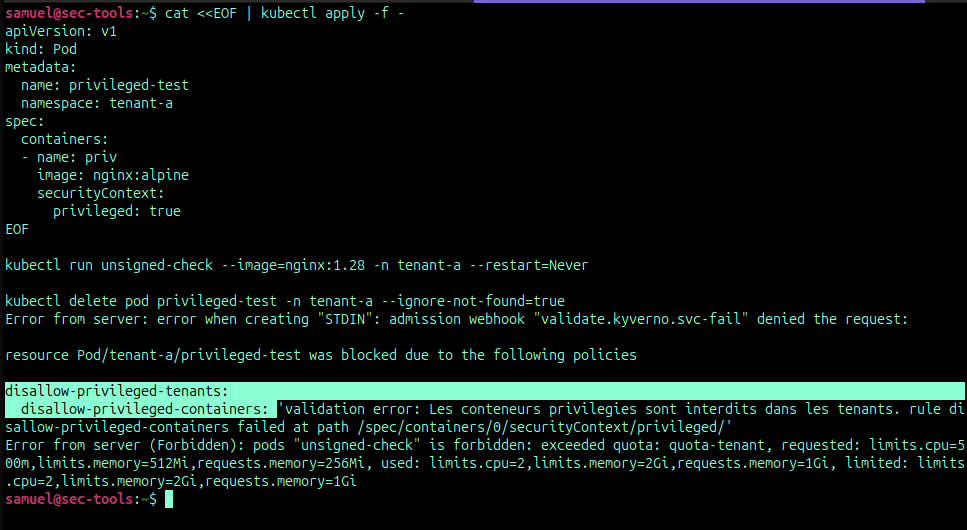 samuel@sec-tools:~$ cat <<EOF | kubectl apply -f -
apiVersion: v1
kind: Pod
metadata:
  name: privileged-test
  namespace: tenant-a
spec:
  containers:
  - name: priv
    image: nginx:alpine
    securityContext:
      privileged: true
EOF

kubectl run unsigned-check --image=nginx:1.28 -n tenant-a --restart=Never

kubectl delete pod privileged-test -n tenant-a --ignore-not-found=true
Error from server: error when creating "STDIN": admission webhook "validate.kyverno.svc-fail" denied the request:

resource Pod/tenant-a/privileged-test was blocked due to the following policies

disallow-privileged-tenants:
  disallow-privileged-containers: 'validation error: Les conteneurs privilegies sont interdits dans les tenants. rule di
sallow-privileged-containers failed at path /spec/containers/0/securityContext/privileged/'
Error from server (Forbidden): pods "unsigned-check" is forbidden: exceeded quota: quota-tenant, requested: limits.cpu=5
00m,limits.memory=512Mi,requests.memory=256Mi, used: limits.cpu=2,limits.memory=2Gi,requests.memory=1Gi, limited: limits
.cpu=2,limits.memory=2Gi,requests.memory=1Gi
samuel@sec-tools:~$